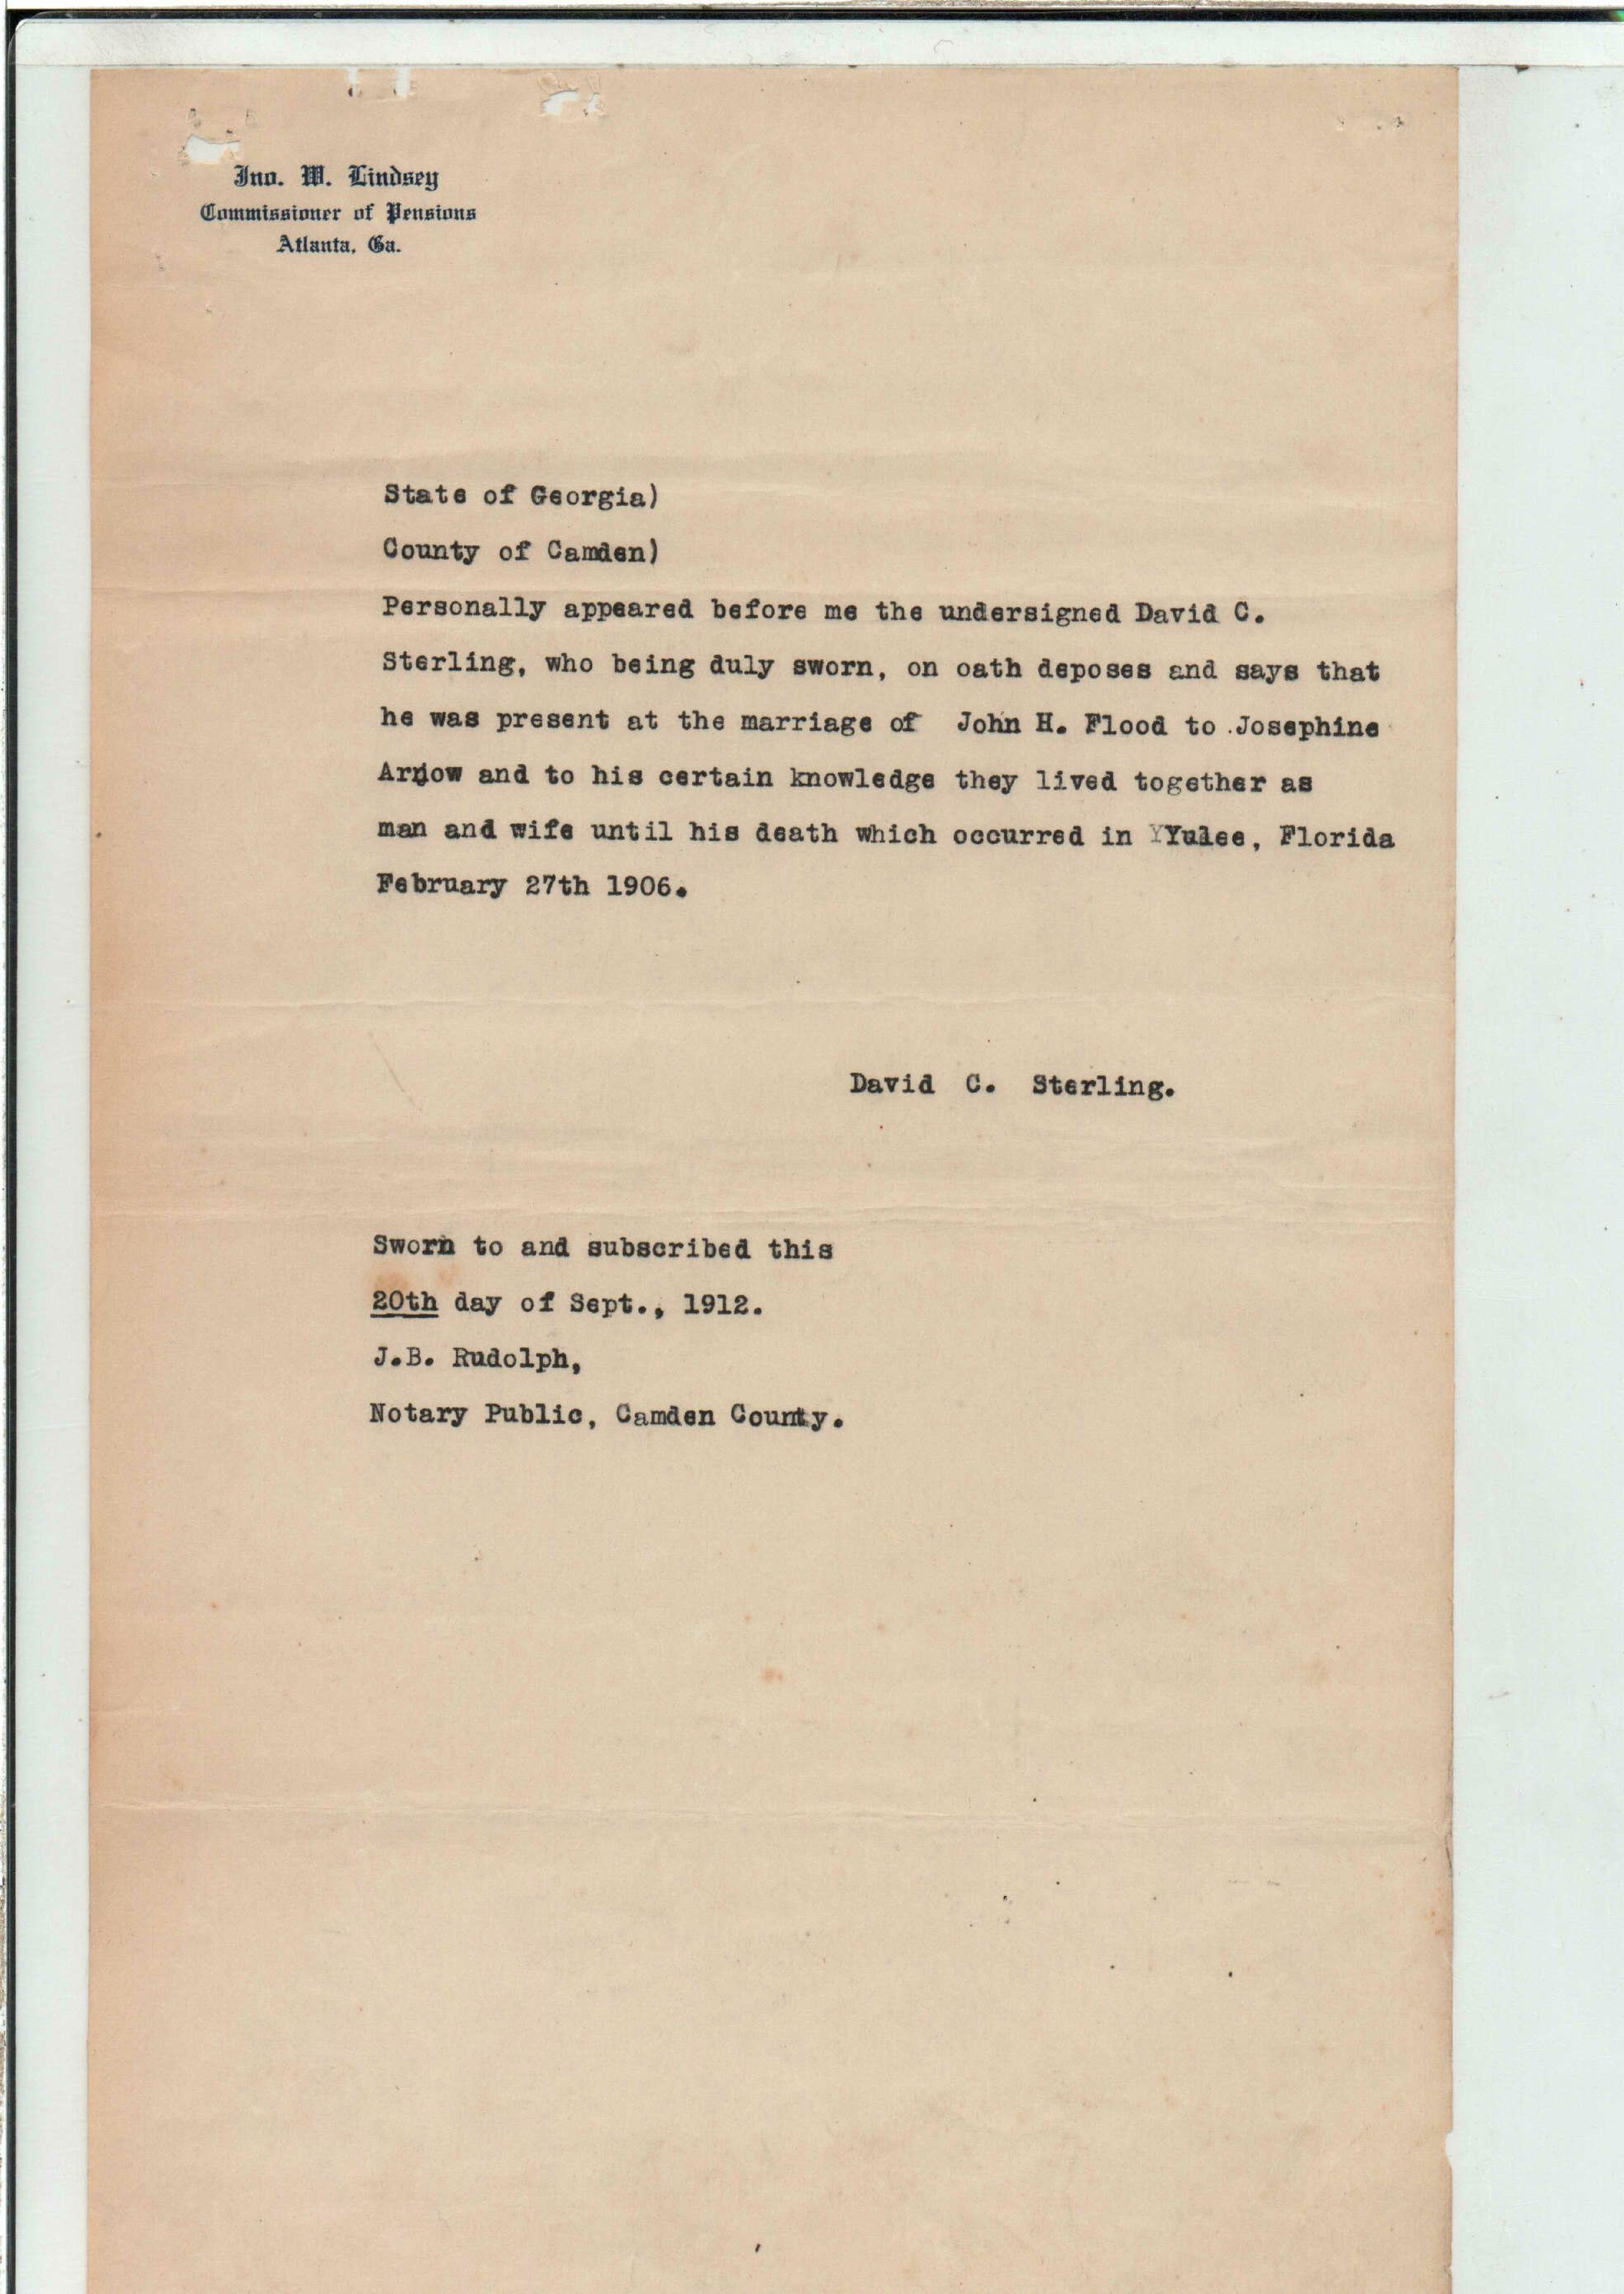 Jno. W. Lindsey
Commissioner of Pensions
Atlanta, Ga.
State of Georgia)
County of Camden)
Personally appeared before me the undersigned David C.
Sterling, who being duly sworn, on oath deposes and says that
he was present at the marriage of John H. Flood to Josephine
Arnow and to his certain knowledge they lived together as
man and wife until his death which occurred in YYulee, Florida
February 27th 1906.
David C. Sterling.
Sworn to and subscribed this
20th day of Sept., 1912.
J.B. Rudolph,
Notary Public, Camden County.